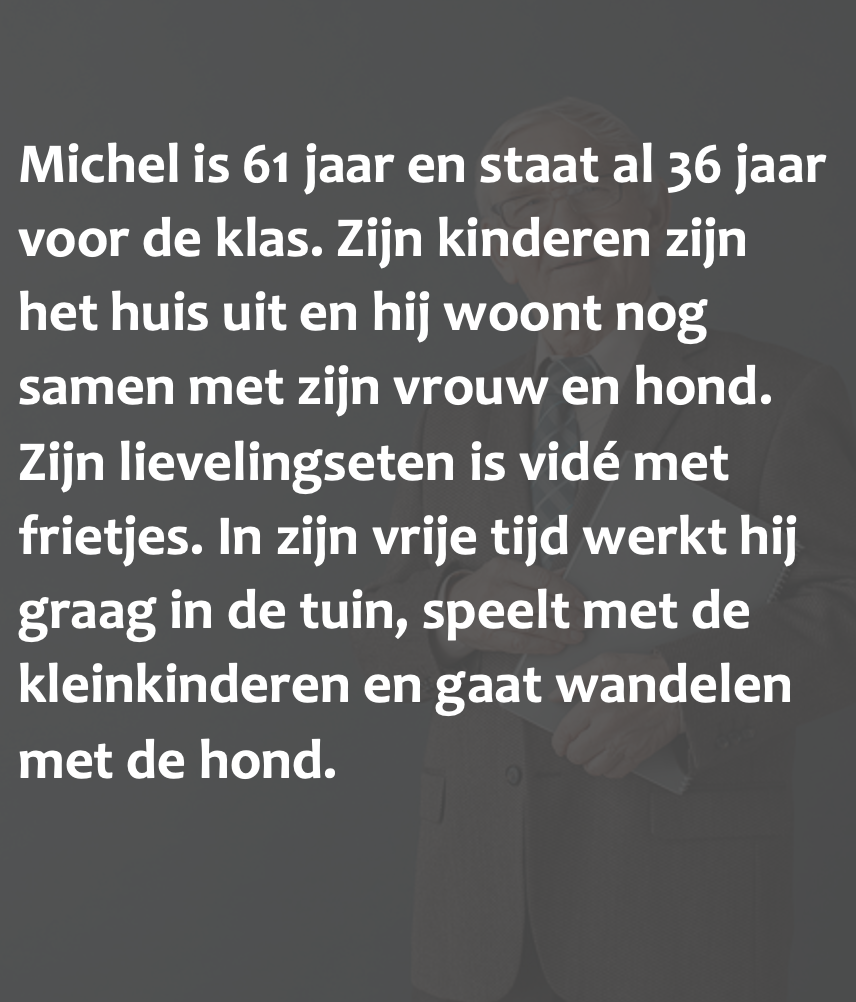 Michel is 61 jaar en staat al 36 jaar
voor de klas. Zijn kinderen zijn
het huis uit en hij woont nog
samen met zijn vrouw en hond.
Zijn lievelingseten is vidé met
frietjes. In zijn vrije tijd werkt hij
graag in de tuin, speelt met de
kleinkinderen en gaat wandelen
met de hond.